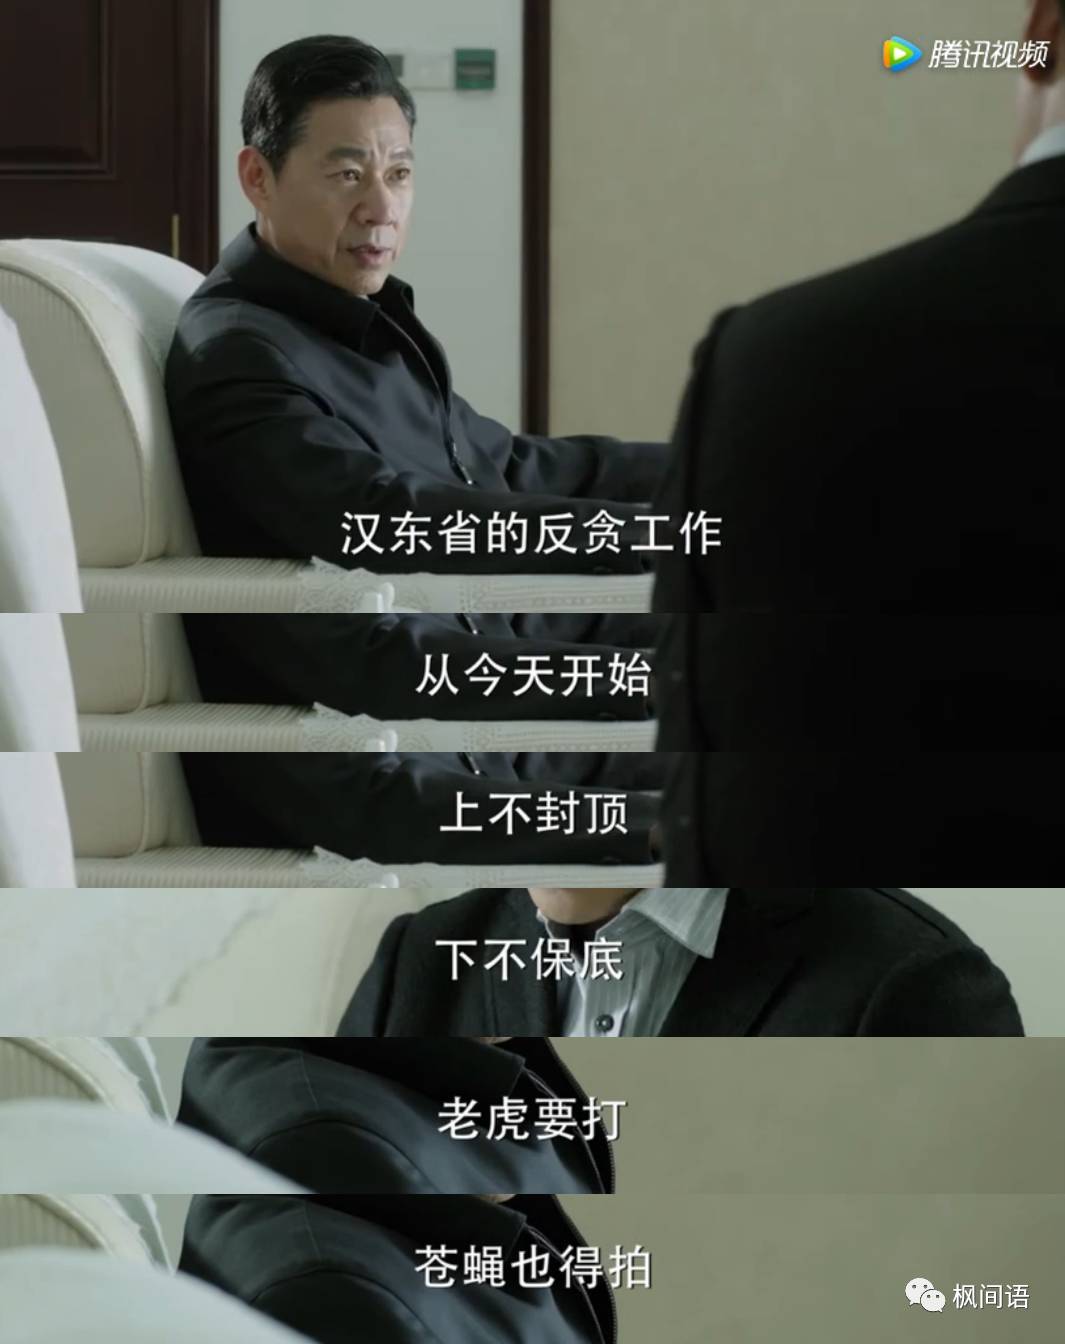 腾讯视频
汉东省的反贪工作
从今天开始
上不封顶
下不保底
老虎要打
苍蝇也得拍
枫间语